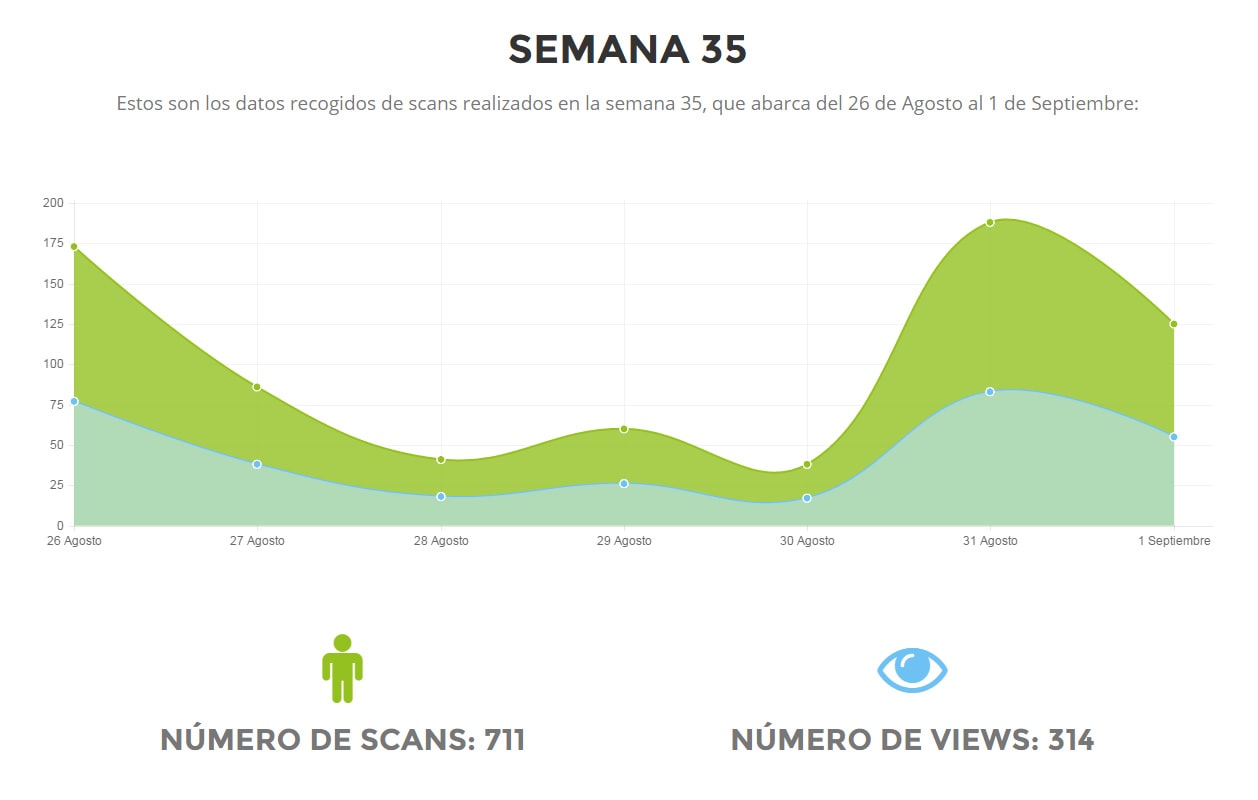 SEMANA 35
Estos son los datos recogidos de scans realizados en la semana 35, que abarca del 26 de Agosto al 1 de Septiembre:
200
175
150
125
100
75
50
25
0
26 Agosto 27 Agosto 28 Agosto 29 Agosto 30 Agosto 31 Agosto 1 Septiembre
NÚMERO DE SCANS: 711 NÚMERO DE VIEWS: 314